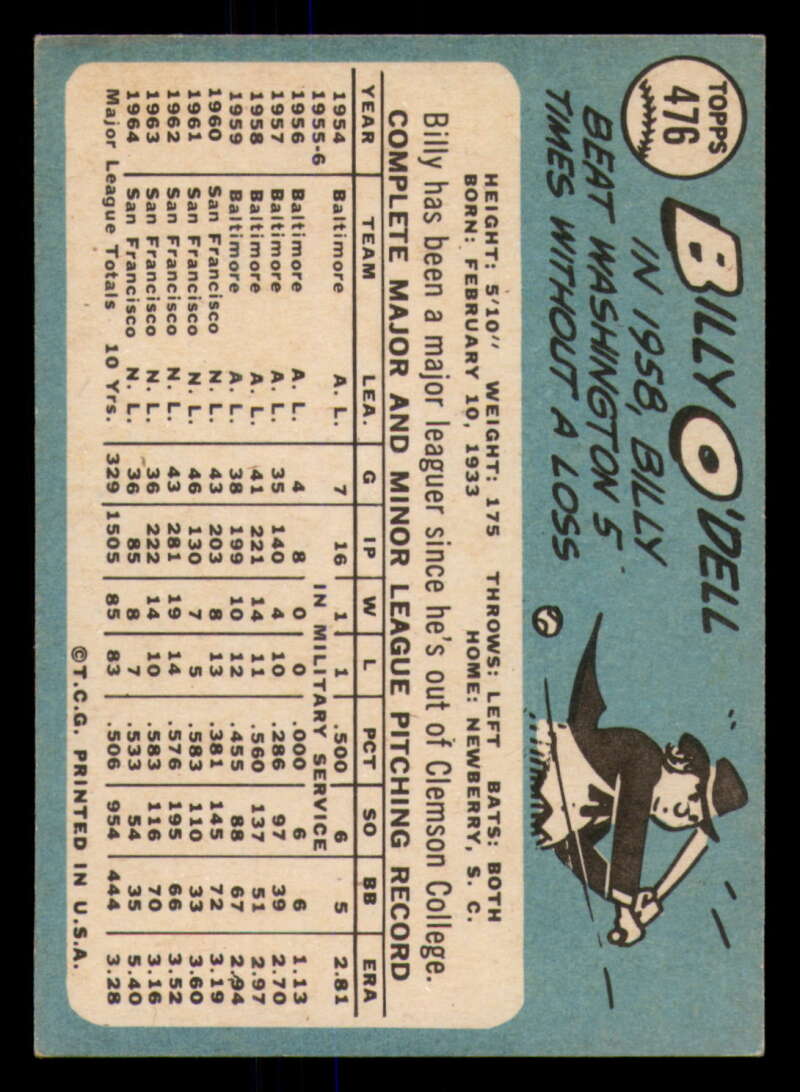 TOPPS
476
BILLY O'DELL
IN 1958, BILLY
BEAT WASHINGTON 5
TIMES WITHOUT A LOSS
HEIGHT: 5'10" WEIGHT: 175 THROWS: LEFT BATS: BOTH
BORN: FEBRUARY 10, 1933 HOME: NEWBERRY, S. C.
Billy has been a major leaguer since he's out of Clemson College.
COMPLETE MAJOR AND MINOR LEAGUE PITCHING RECORD
YEAR TEAM LEA. G IP W L PCT SO BB ERA
1954 Baltimore A. L. 7 16 1 1 .500 6 5 2.81
1955-6 IN MILITARY SERVICE
1956 Baltimore A. L. 4 8 0 0 .000 6 6 1.13
1957 Baltimore A. L. 35 140 4 10 .286 97 39 2.70
1958 Baltimore A. L. 41 221 14 11 .560 137 51 2.97
1959 Baltimore A. L. 38 199 10 12 .455 88 67 2.94
1960 San Francisco N. L. 43 203 8 13 .381 145 72 3.19
1961 San Francisco N. L. 46 130 7 5 .583 110 33 3.60
1962 San Francisco N. L. 43 281 19 14 .576 195 66 3.52
1963 San Francisco N. L. 36 222 14 10 .583 116 70 3.16
1964 San Francisco N. L. 36 85 8 7 .533 54 35 5.40
Major League Totals 10 Yrs. 329 1505 85 83 .506 954 444 3.28
©T.C.G. PRINTED IN U.S.A.